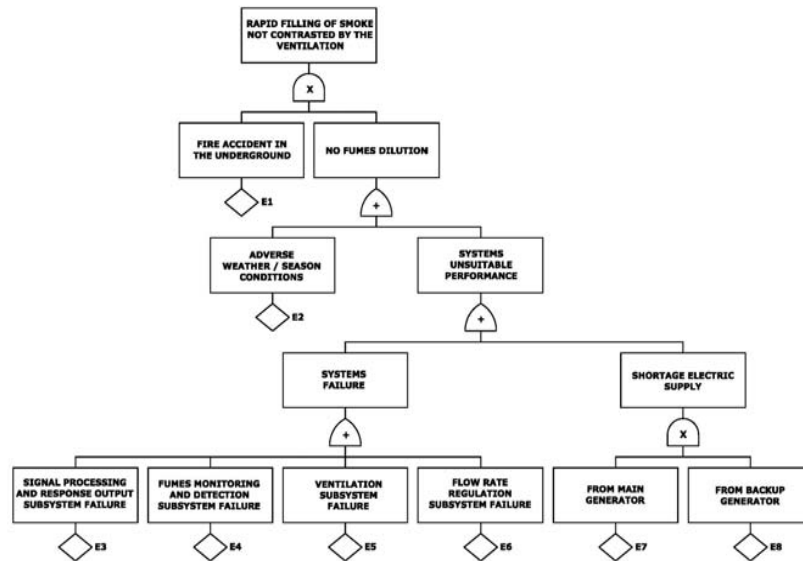 RAPID FILLING OF SMOKE
NOT CONTRASTED BY THE
VENTILATION
X
FIRE ACCIDENT IN
THE UNDERGROUND
NO FUMES DILUTION
E1
+
ADVERSE
WEATHER / SEASON
CONDITIONS
SYSTEMS
UNSUITABLE
PERFORMANCE
E2
+
SYSTEMS
FAILURE
SHORTAGE ELECTRIC
SUPPLY
+
X
SIGNAL PROCESSING
AND RESPONSE OUTPUT
SUBSYSTEM FAILURE
FUMES MONITORING
AND DETECTION
SUBSYSTEM FAILURE
VENTILATION
SUBSYSTEM
FAILURE
FLOW RATE
REGULATION
SUBSYSTEM FAILURE
FROM MAIN
GENERATOR
FROM BACKUP
GENERATOR
E3
E4
E5
E6
E7
E8